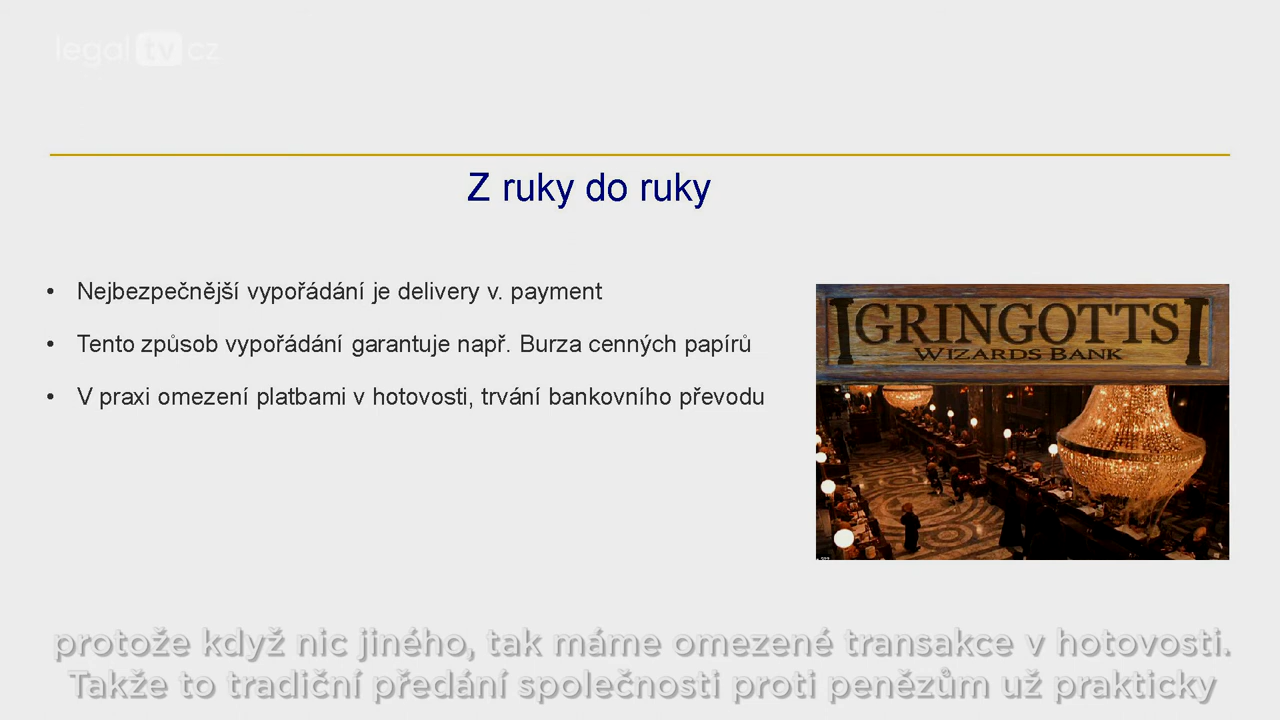 legal tv cz
Z ruky do ruky
• Nejbezpečnější vypořádání je delivery v. payment
• Tento způsob vypořádání garantuje např. Burza cenných papírů
• V praxi omezení platbami v hotovosti, trvání bankovního převodu
GRINGOTTS
WIZARDS BANK
protože když nic jiného, tak máme omezené transakce v hotovosti.
Takže to tradiční předání společnosti proti penězům už prakticky